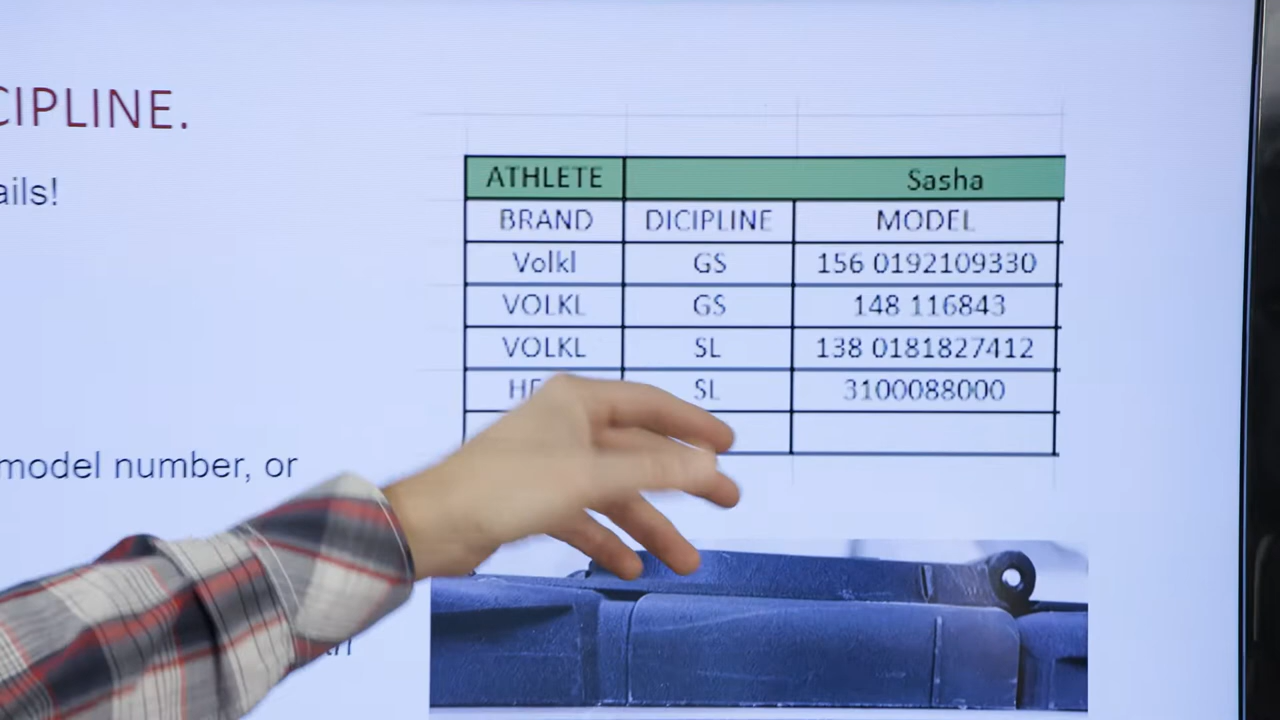 CIPLINE.
ails!
model number, or
ATHLETE Sasha
BRAND DICIPLINE MODEL
Volkl GS 156 0192109330
VOLKL GS 148 116843
VOLKL SL 138 0181827412
SL 3100088000